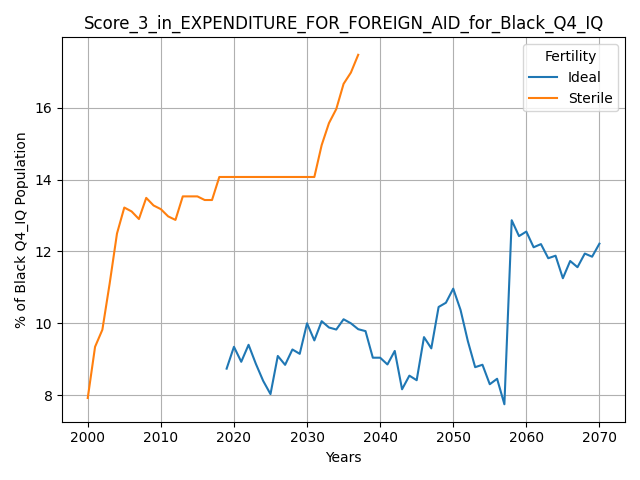 Score_3_in_EXPENDITURE_FOR_FOREIGN_AID_for_Black_Q4_IQ
Fertility
Ideal
Sterile
% of Black Q4_IQ Population
16
14
12
10
8
2000 2010 2020 2030 2040 2050 2060 2070
Years